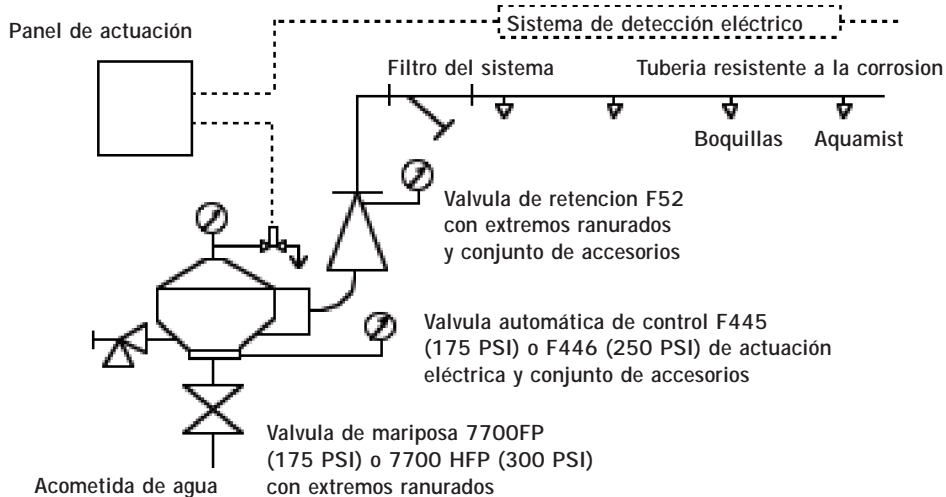 Sistema de detección eléctrico
Panel de actuación
Filtro del sistema
Tuberia resistente a la corrosion
Boquillas
Aquamist
Valvula de retencion F52
con extremos ranurados
y conjunto de accesorios
Valvula automática de control F445
(175 PSI) o F446 (250 PSI) de actuación
eléctrica y conjunto de accesorios
Valvula de mariposa 7700FP
(175 PSI) o 7700 HFP (300 PSI)
con extremos ranurados
Acometida de agua